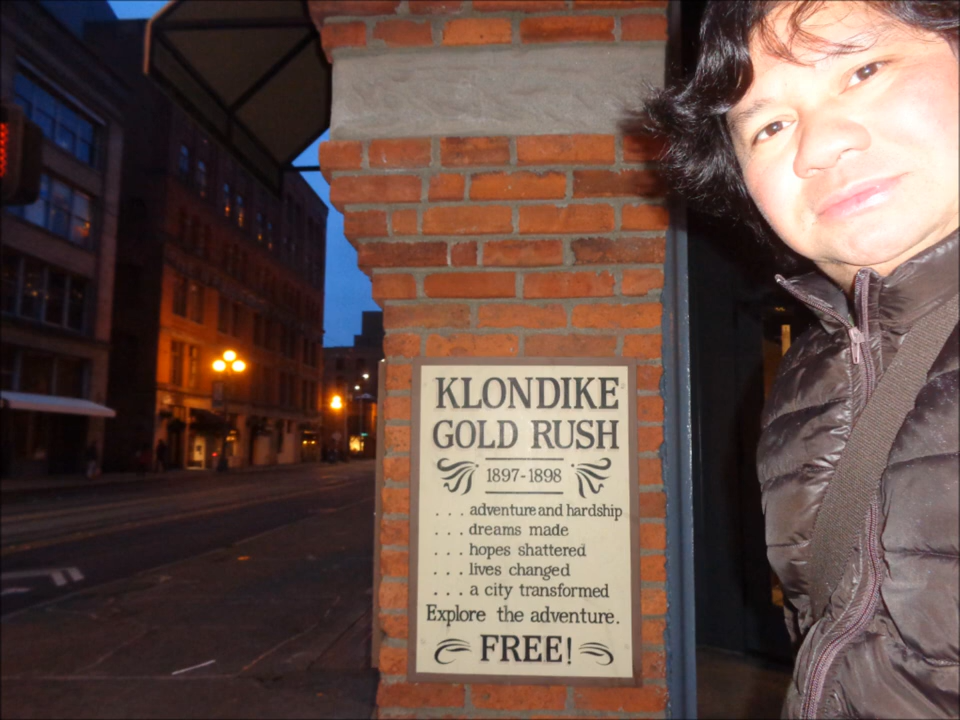 KLONDIKE
GOLD RUSH
1897-1898
. . . adventure and hardship
. . . dreams made
. . . hopes shattered
. . . lives changed
. . . a city transformed
Explore the adventure.
FREE!